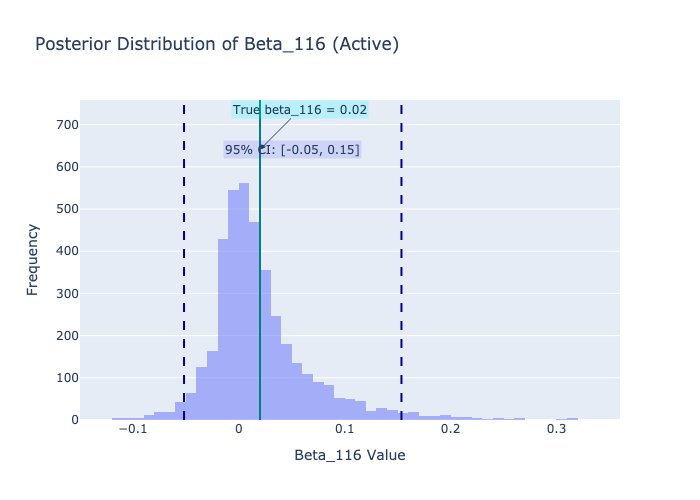 Posterior Distribution of Beta_116 (Active)
True beta_116 = 0.02
95% CI: [-0.05, 0.15]
700
600
500
400
300
200
100
0
Frequency
−0.1
0
0.1
0.2
0.3
Beta_116 Value